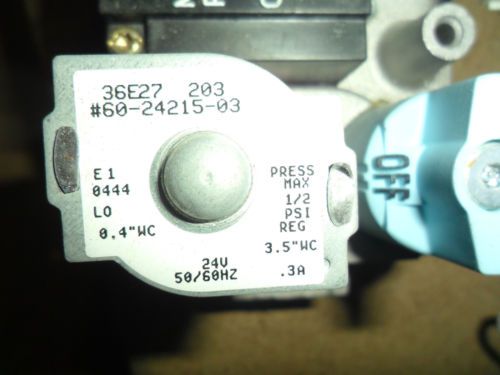 36E27 203
#60-24215-03
E1
0444
LO
0.4"WC
PRESS
MAX
1/2
PSI
REG
3.5"WC
24V
50/60HZ
.3A
OFF